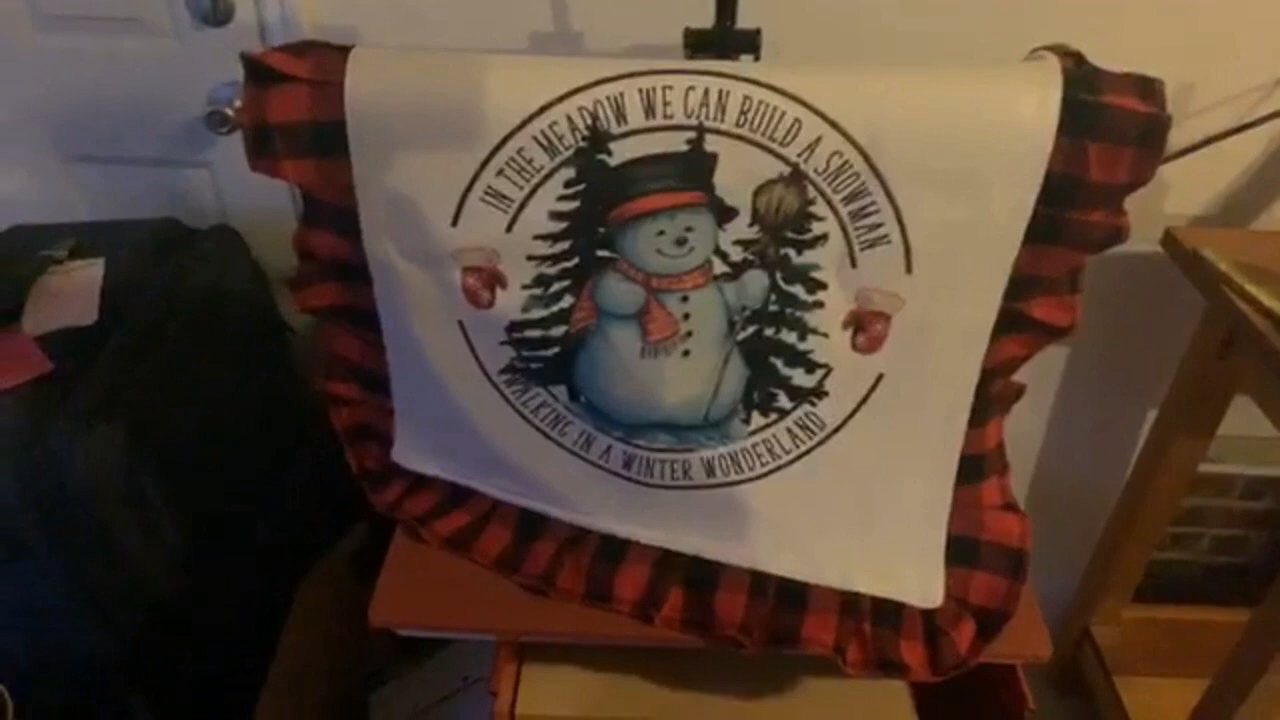 IN THE MEADOW WE CAN BUILD A SNOWMAN
WALKING IN A WINTER WONDERLAND